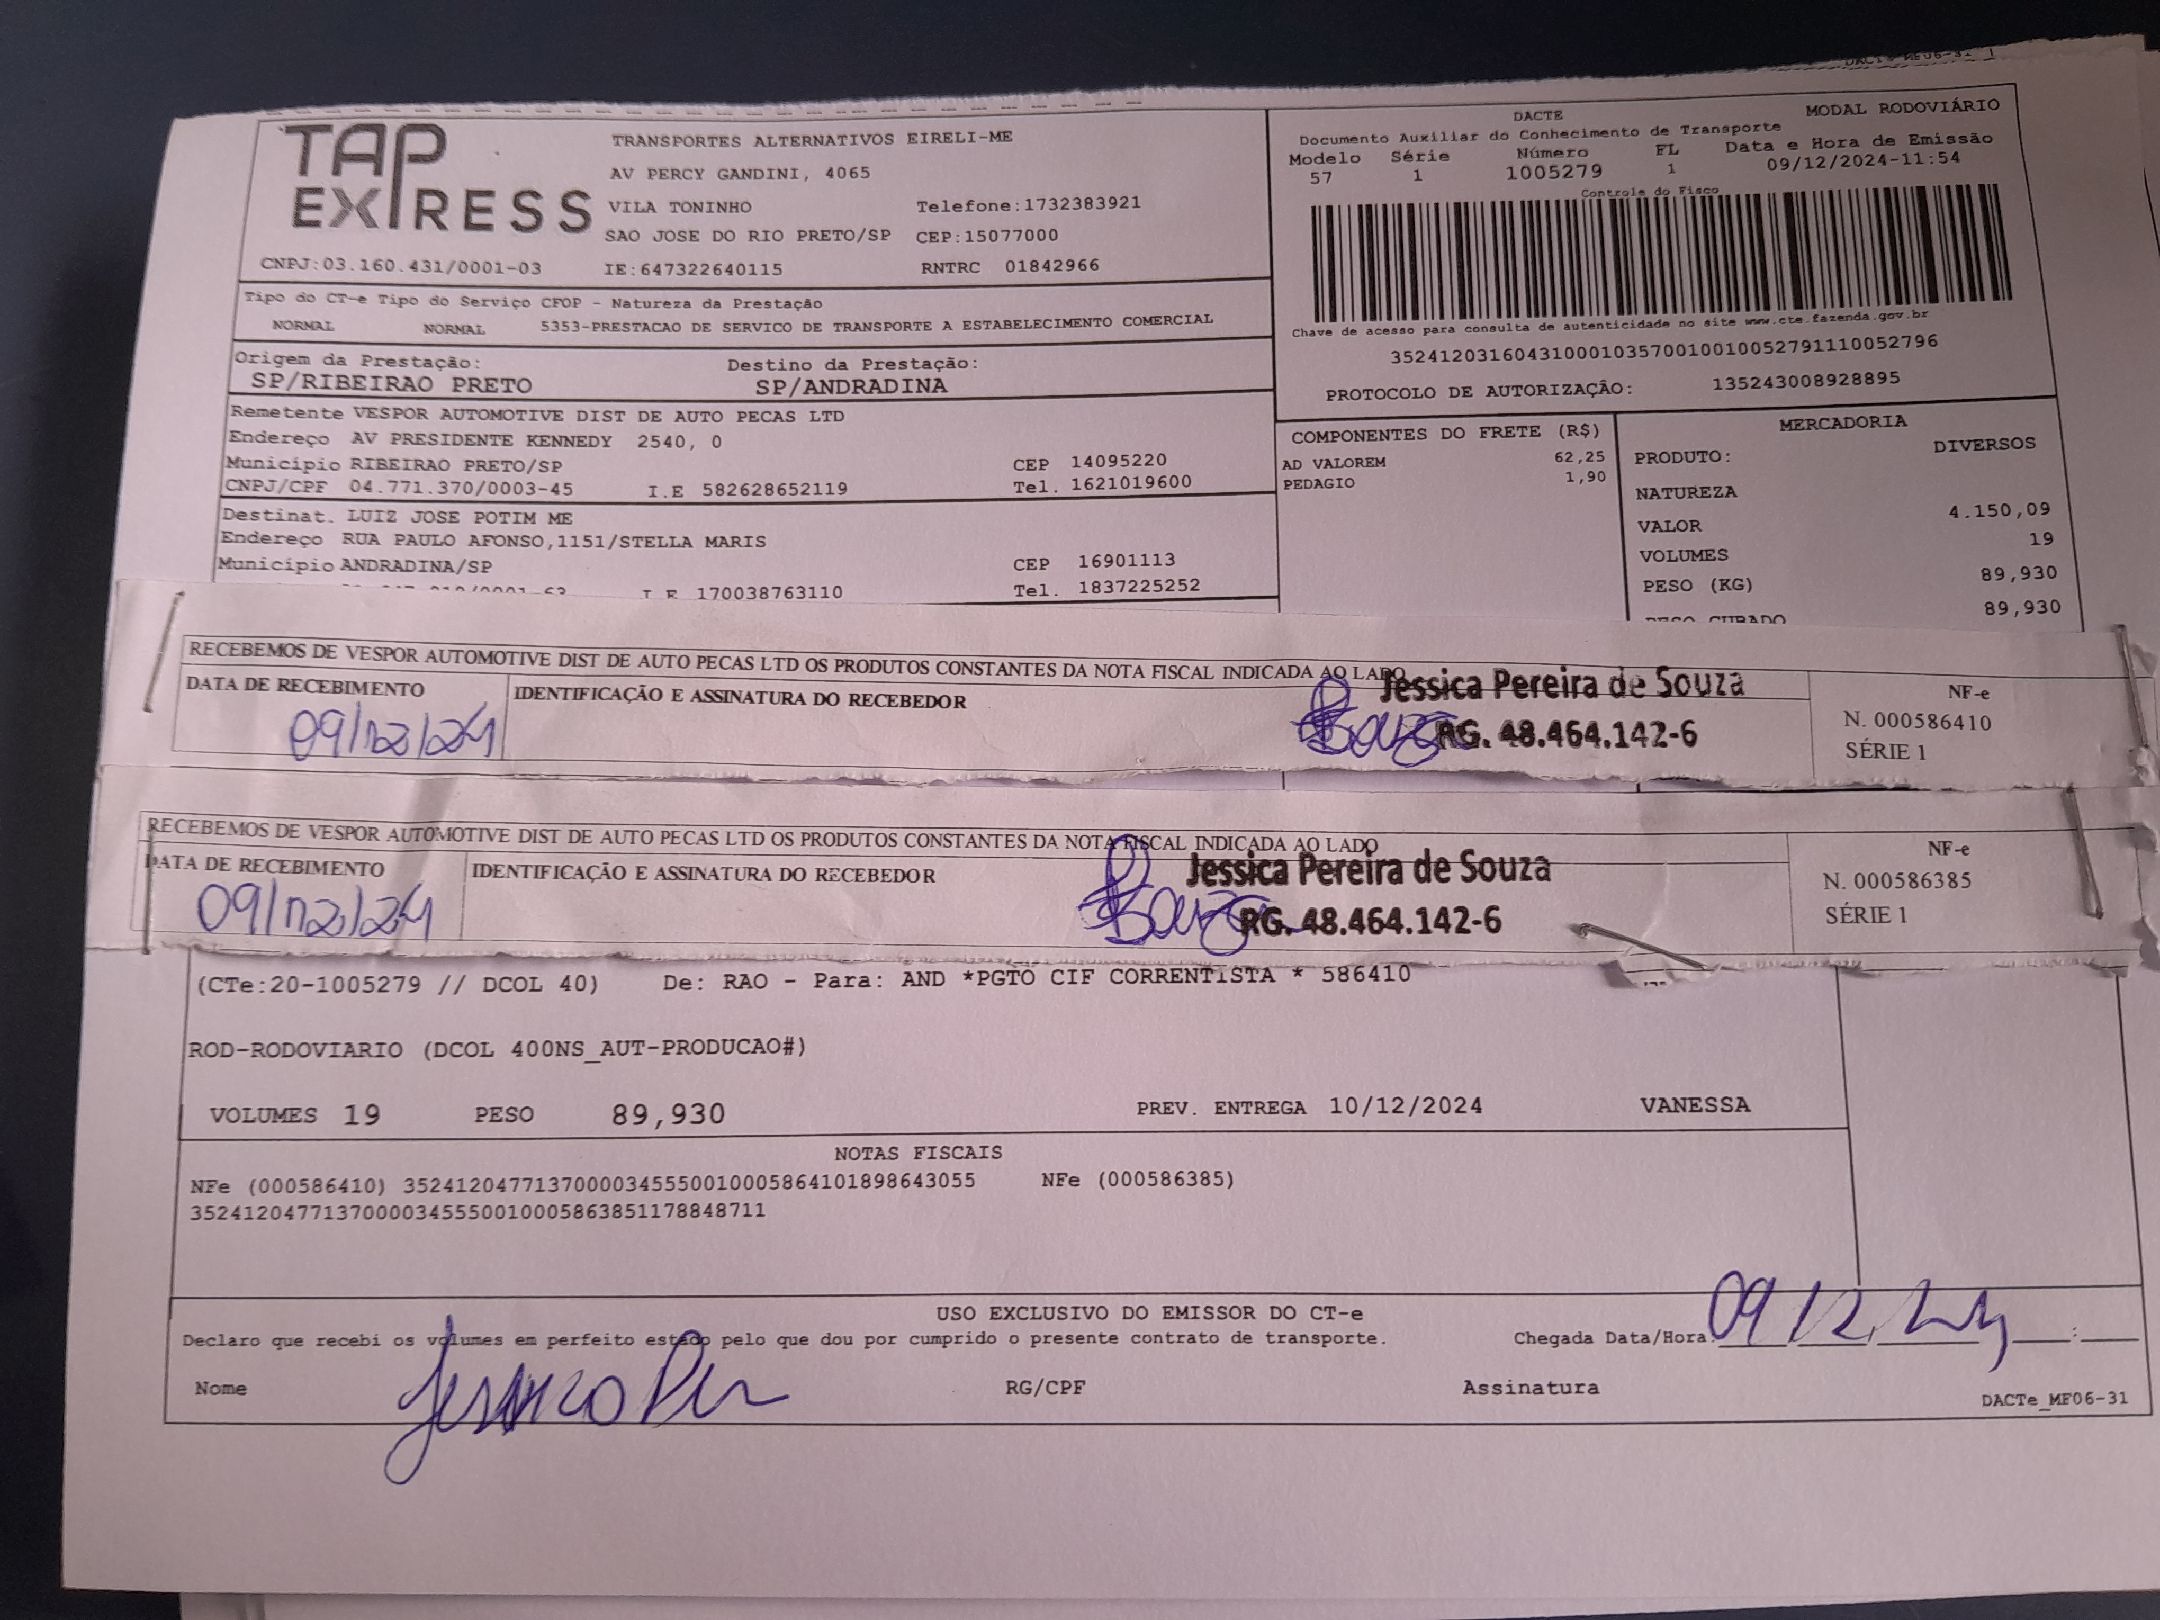 TAP EXPRESS
TRANSPORTES ALTERNATIVOS EIRELI-ME
AV PERCY GANDINI, 4065
VILA TONINHO Telefone:1732383921
SAO JOSE DO RIO PRETO/SP CEP:15077000
CNPJ:03.160.431/0001-03 IE:647322640115 RNTRC 01842966
DACTE MODAL RODOVIÁRIO
Documento Auxiliar do Conhecimento de Transporte
Modelo Série Número FL Data e Hora de Emissão
57 1 1005279 1 09/12/2024-11:54
Controle do Fisco
Chave de acesso para consulta de autenticidade no site www.cte.fazenda.gov.br
35241203160431000103570010010052791110052796
PROTOCOLO DE AUTORIZAÇÃO: 135243008928895
Tipo do CT-e Tipo do Serviço CFOP - Natureza da Prestação
NORMAL NORMAL 5353-PRESTACAO DE SERVICO DE TRANSPORTE A ESTABELECIMENTO COMERCIAL
Origem da Prestação: Destino da Prestação:
SP/RIBEIRAO PRETO SP/ANDRADINA
Remetente VESPOR AUTOMOTIVE DIST DE AUTO PECAS LTD
Endereço AV PRESIDENTE KENNEDY 2540, 0
Município RIBEIRAO PRETO/SP CEP 14095220
CNPJ/CPF 04.771.370/0003-45 I.E 582628652119 Tel. 1621019600
Destinat. LUIZ JOSE POTIM ME
Endereço RUA PAULO AFONSO,1151/STELLA MARIS
Município ANDRADINA/SP CEP 16901113
I.E 170038763110 Tel. 1837225252
COMPONENTES DO FRETE (R$)
AD VALOREM 62,25
PEDAGIO 1,90
MERCADORIA
PRODUTO: DIVERSOS
NATUREZA
VALOR 4.150,09
VOLUMES 19
PESO (KG) 89,930
PESO CUBADO 89,930
RECEBEMOS DE VESPOR AUTOMOTIVE DIST DE AUTO PECAS LTD OS PRODUTOS CONSTANTES DA NOTA FISCAL INDICADA AO LADO
DATA DE RECEBIMENTO IDENTIFICAÇÃO E ASSINATURA DO RECEBEDOR
09/12/24
Souza
Jessica Pereira de Souza
RG. 48.464.142-6
NF-e
N. 000586410
SÉRIE 1
RECEBEMOS DE VESPOR AUTOMOTIVE DIST DE AUTO PECAS LTD OS PRODUTOS CONSTANTES DA NOTA FISCAL INDICADA AO LADO
DATA DE RECEBIMENTO IDENTIFICAÇÃO E ASSINATURA DO RECEBEDOR
09/12/24
Souza
Jessica Pereira de Souza
RG. 48.464.142-6
NF-e
N. 000586385
SÉRIE 1
(CTe:20-1005279 // DCOL 40) De: RAO - Para: AND *PGTO CIF CORRENTISTA * 586410
ROD-RODOVIARIO (DCOL 400NS_AUT-PRODUCAO#)
VOLUMES 19 PESO 89,930 PREV. ENTREGA 10/12/2024 VANESSA
NOTAS FISCAIS
NFe (000586410) 35241204771370000345550010005864101898643055 NFe (000586385)
35241204771370000345550010005863851178848711
USO EXCLUSIVO DO EMISSOR DO CT-e
Declaro que recebi os volumes em perfeito estado pelo que dou por cumprido o presente contrato de transporte. Chegada Data/Hora: 09/12/24
Nome RG/CPF Assinatura
DACTe_MF06-31